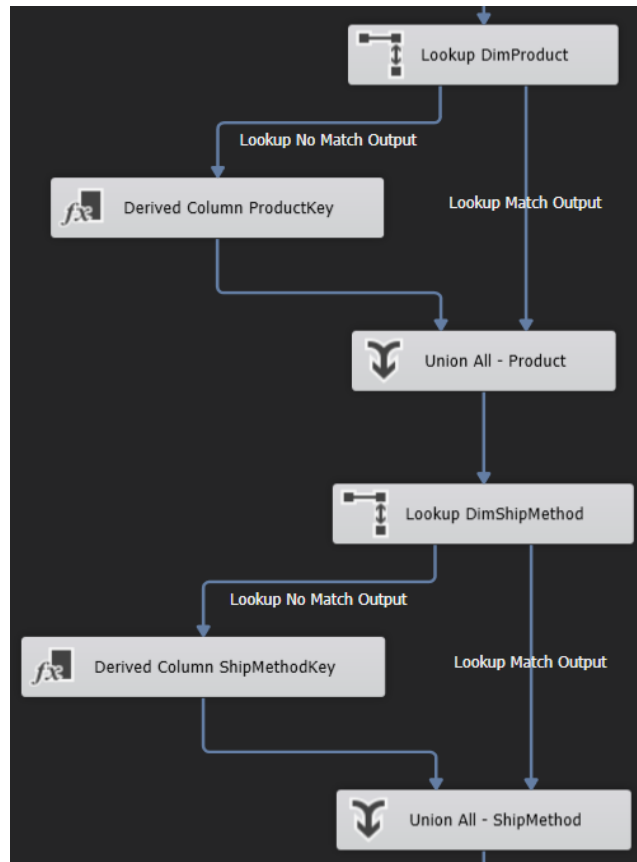 Lookup DimProduct
Lookup No Match Output
Derived Column ProductKey
Lookup Match Output
Union All - Product
Lookup DimShipMethod
Lookup No Match Output
Derived Column ShipMethodKey
Lookup Match Output
Union All - ShipMethod